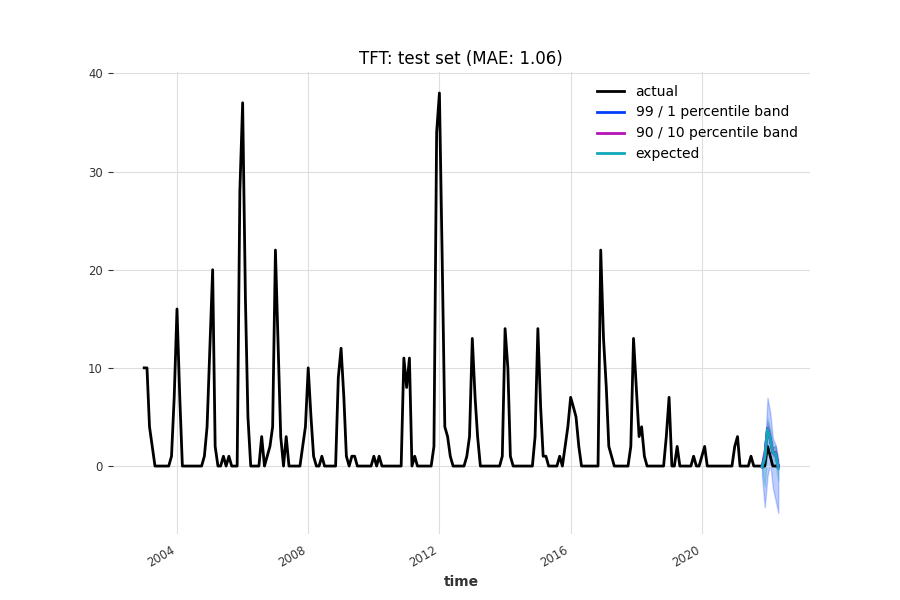 TFT: test set (MAE: 1.06)
actual
99 / 1 percentile band
90 / 10 percentile band
expected
40
30
20
10
0
2004
2008
2012
2016
2020
time